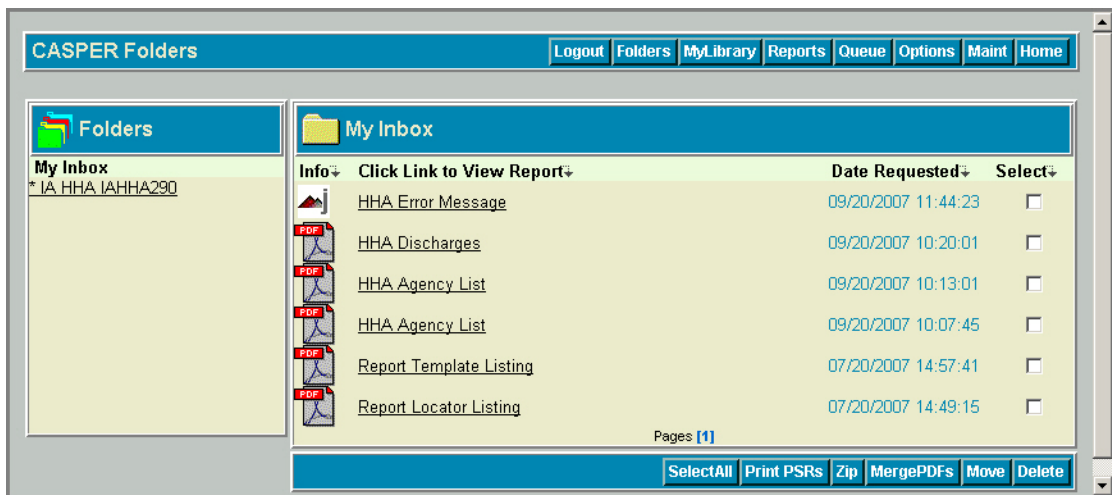 CASPER Folders
Logout Folders MyLibrary Reports Queue Options Maint Home
Folders
My Inbox
* IA HHA IAHHA290
My Inbox
Info Click Link to View Report Date Requested Select
j HHA Error Message 09/20/2007 11:44:23
PDF HHA Discharges 09/20/2007 10:20:01
PDF HHA Agency List 09/20/2007 10:13:01
PDF HHA Agency List 09/20/2007 10:07:45
PDF Report Template Listing 07/20/2007 14:57:41
PDF Report Locator Listing 07/20/2007 14:49:15
Pages [1]
SelectAll Print PSRs Zip MergePDFs Move Delete